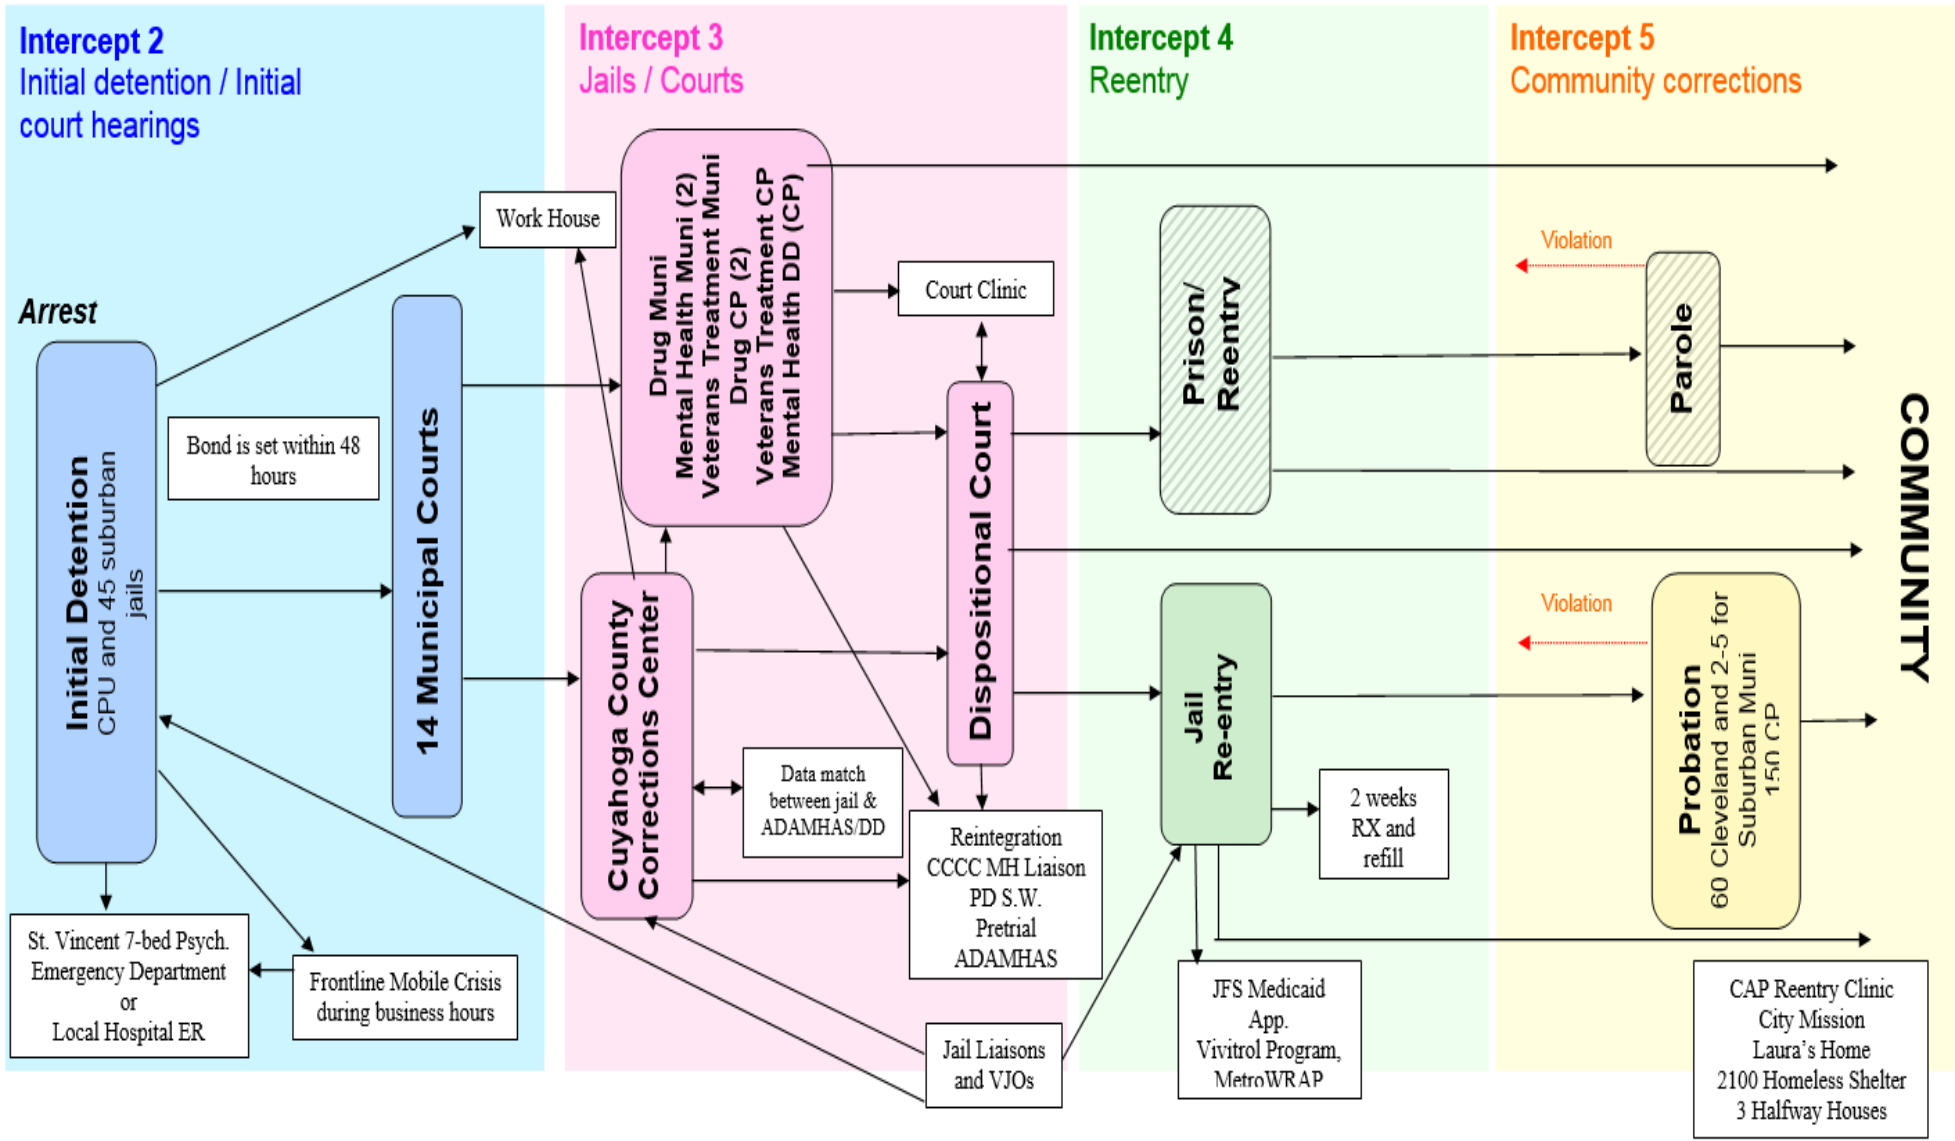 Intercept 2
Initial detention / Initial
court hearings
Intercept 3
Jails / Courts
Intercept 4
Reentry
Intercept 5
Community corrections
Arrest
Initial Detention
CPU and 45 suburban
jails
Bond is set within 48
hours
14 Municipal Courts
Work House
St. Vincent 7-bed Psych.
Emergency Department
or
Local Hospital ER
Frontline Mobile Crisis
during business hours
Drug Muni
Mental Health Muni (2)
Veterans Treatment Muni
Drug CP (2)
Veterans Treatment CP
Mental Health DD (CP)
Cuyahoga County
Corrections Center
Court Clinic
Dispositional Court
Data match
between jail &
ADAMHAS/DD
Reintegration
CCCC MH Liaison
PD S.W.
Pretrial
ADAMHAS
Jail Liaisons
and VJOs
Prison/
Reentry
Jail
Re-entry
2 weeks
RX and
refill
JFS Medicaid
App.
Vivitrol Program,
MetroWRAP
Violation
Parole
Violation
Probation
60 Cleveland and 2-5 for
Suburban Muni
150 CP
CAP Reentry Clinic
City Mission
Laura's Home
2100 Homeless Shelter
3 Halfway Houses
COMMUNITY